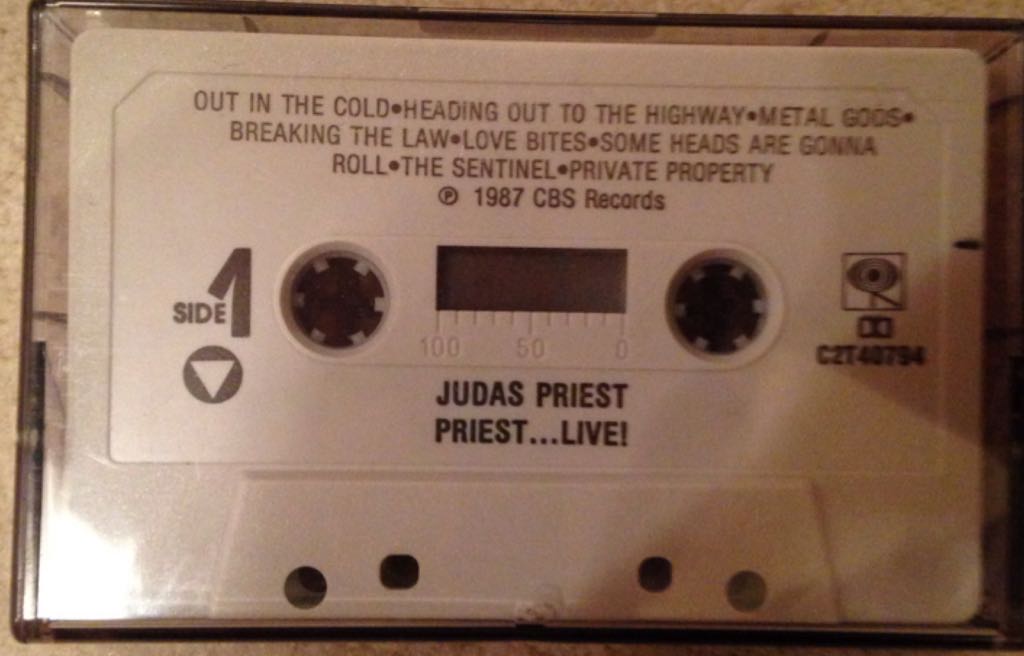 OUT IN THE COLD•HEADING OUT TO THE HIGHWAY•METAL GODS•
BREAKING THE LAW•LOVE BITES•SOME HEADS ARE GONNA
ROLL•THE SENTINEL•PRIVATE PROPERTY
℗ 1987 CBS Records
SIDE 1
100 50 0
C2T40794
JUDAS PRIEST
PRIEST...LIVE!